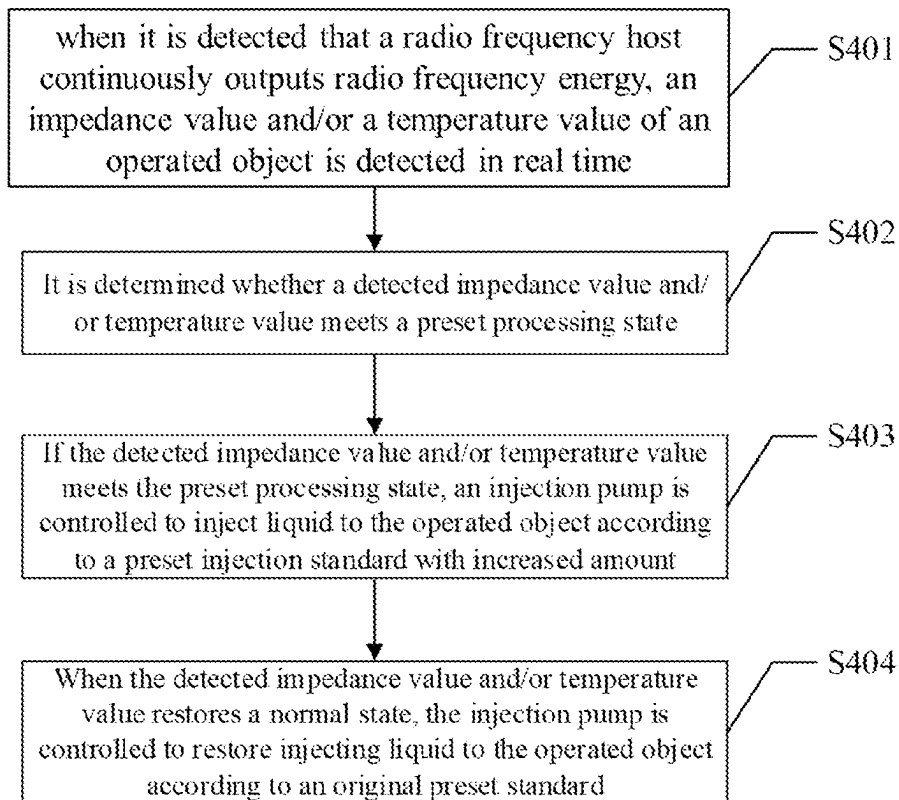 when it is detected that a radio frequency host
continuously outputs radio frequency energy, an
impedance value and/or a temperature value of an
operated object is detected in real time
S401
It is determined whether a detected impedance value and/
or temperature value meets a preset processing state
S402
If the detected impedance value and/or temperature value
meets the preset processing state, an injection pump is
controlled to inject liquid to the operated object according
to a preset injection standard with increased amount
S403
When the detected impedance value and/or temperature
value restores a normal state, the injection pump is
controlled to restore injecting liquid to the operated object
according to an original preset standard
S404